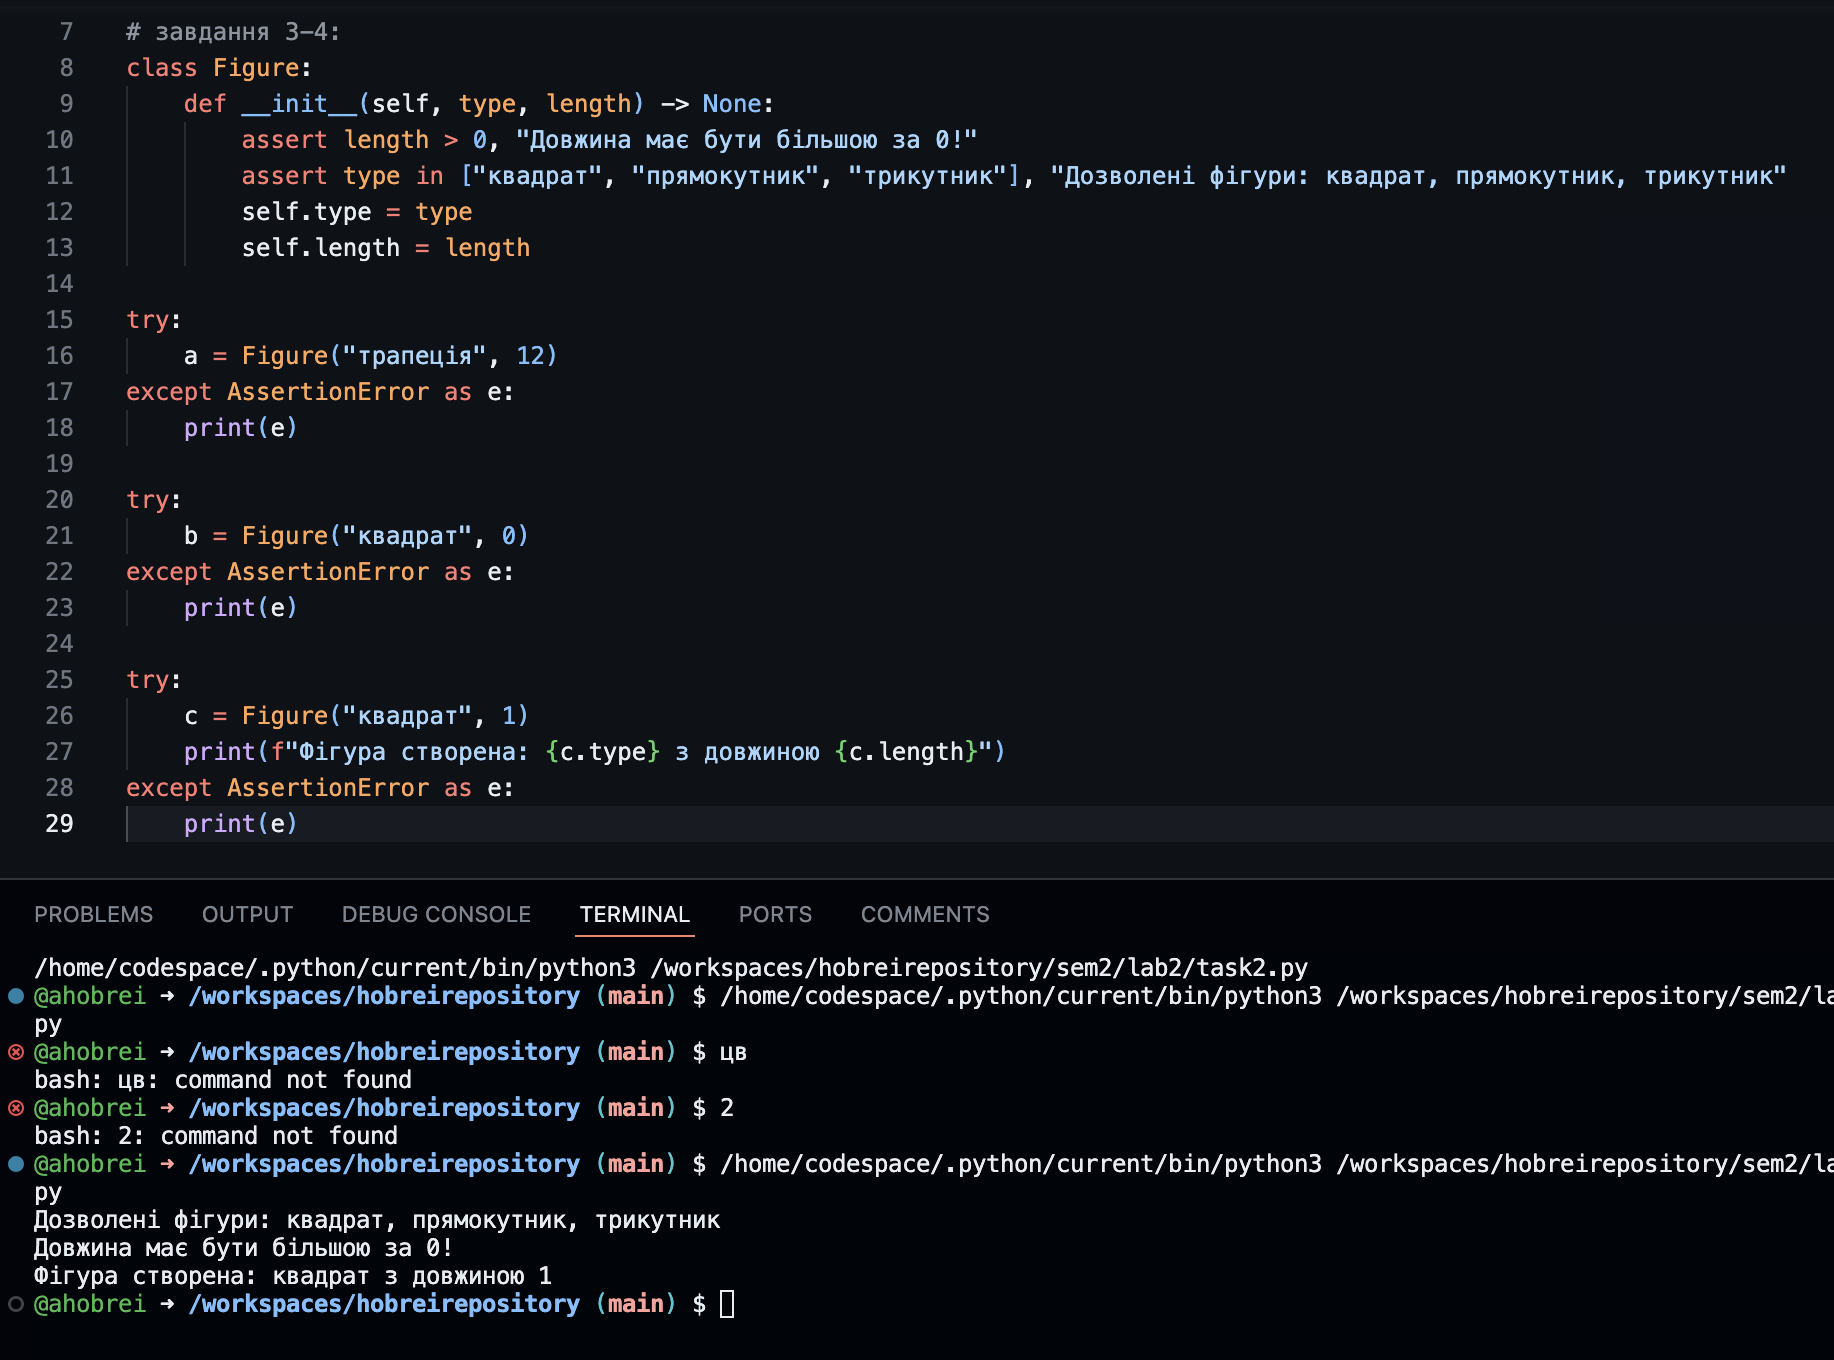 7 # завдання 3-4:
8 class Figure:
9 def __init__(self, type, length) -> None:
10 assert length > 0, "Довжина має бути більшою за 0!"
11 assert type in ["квадрат", "прямокутник", "трикутник"], "Дозволені фігури: квадрат, прямокутник, трикутник"
12 self.type = type
13 self.length = length
14
15 try:
16 a = Figure("трапеція", 12)
17 except AssertionError as e:
18 print(e)
19
20 try:
21 b = Figure("квадрат", 0)
22 except AssertionError as e:
23 print(e)
24
25 try:
26 c = Figure("квадрат", 1)
27 print(f"Фігура створена: {c.type} з довжиною {c.length}")
28 except AssertionError as e:
29 print(e)
PROBLEMS OUTPUT DEBUG CONSOLE TERMINAL PORTS COMMENTS
/home/codespace/.python/current/bin/python3 /workspaces/hobreirepository/sem2/lab2/task2.py
@ahobrei ➜ /workspaces/hobreirepository (main) $ /home/codespace/.python/current/bin/python3 /workspaces/hobreirepository/sem2/la
py
@ahobrei ➜ /workspaces/hobreirepository (main) $ цв
bash: цв: command not found
@ahobrei ➜ /workspaces/hobreirepository (main) $ 2
bash: 2: command not found
@ahobrei ➜ /workspaces/hobreirepository (main) $ /home/codespace/.python/current/bin/python3 /workspaces/hobreirepository/sem2/la
py
Дозволені фігури: квадрат, прямокутник, трикутник
Довжина має бути більшою за 0!
Фігура створена: квадрат з довжиною 1
@ahobrei ➜ /workspaces/hobreirepository (main) $